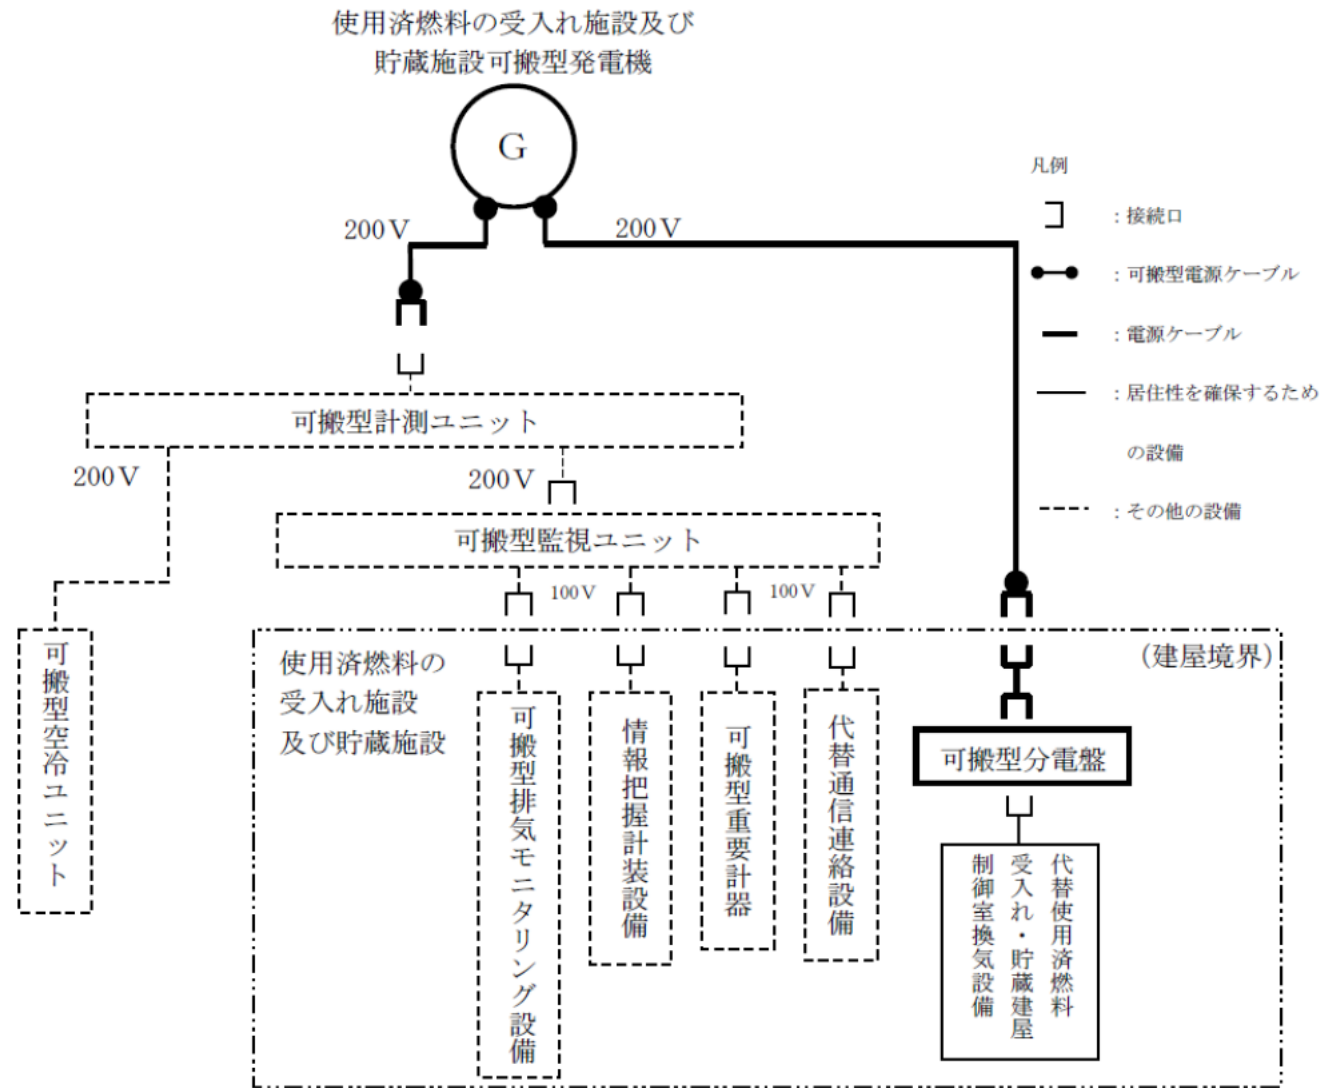 使用済燃料の受入れ施設及び
貯蔵施設可搬型発電機
G
200V
200V
凡例
：接続口
：可搬型電源ケーブル
：電源ケーブル
：居住性を確保するため
の設備
：その他の設備
可搬型計測ユニット
200V
200V
可搬型監視ユニット
100V
100V
可搬型空冷ユニット
使用済燃料の
受入れ施設
及び貯蔵施設
(建屋境界)
可搬型排気モニタリング設備
情報把握計装設備
可搬型重要計器
代替通信連絡設備
可搬型分電盤
代替使用済燃料
受入れ・貯蔵建屋
制御室換気設備